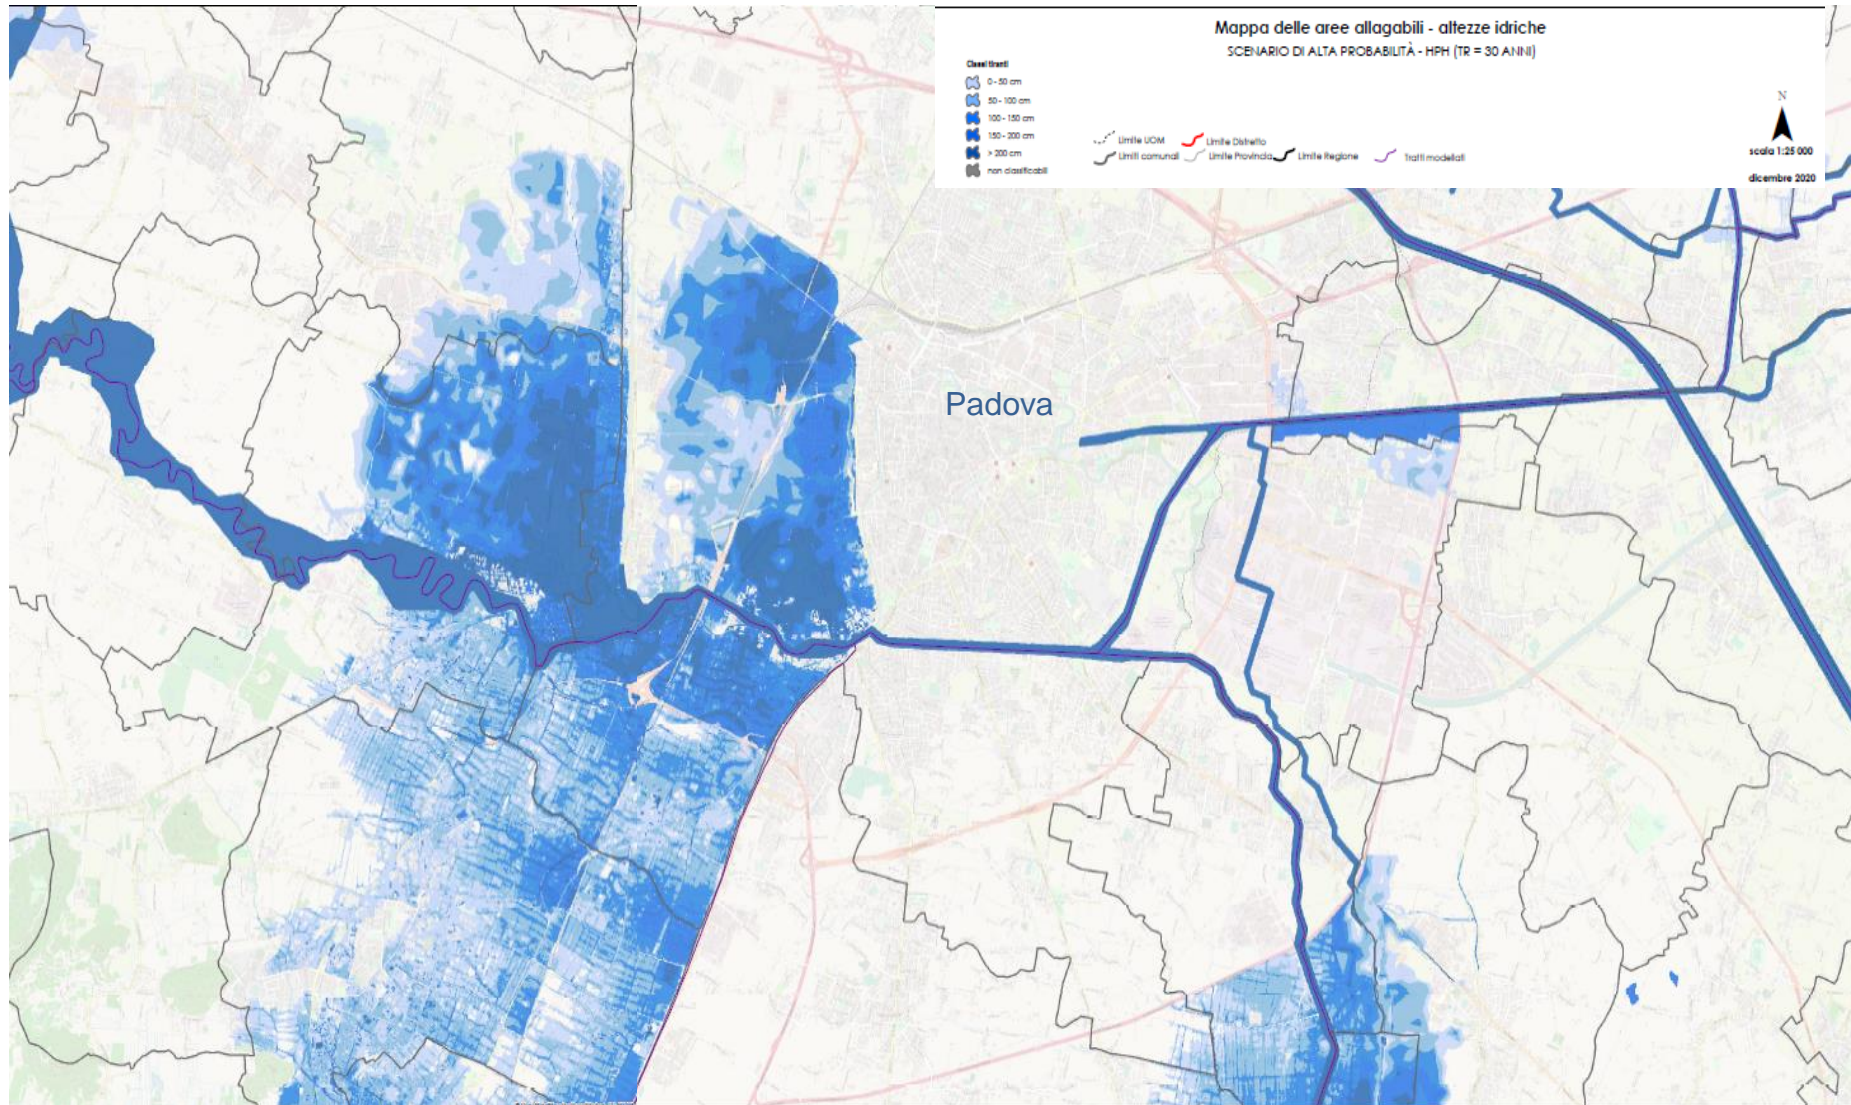 Mappa delle aree allagabili - altezze idriche
SCENARIO DI ALTA PROBABILITÀ - HPH (TR = 30 ANNI)
Classi tiranti
0 - 50 cm
50 - 100 cm
100 - 150 cm
150 - 200 cm
> 200 cm
non classificabili
Limite UOM
Limite Distretto
Limiti comunali
Limite Provincia
Limite Regione
Tratti modellati
N
scala 1:25 000
dicembre 2020
Padova